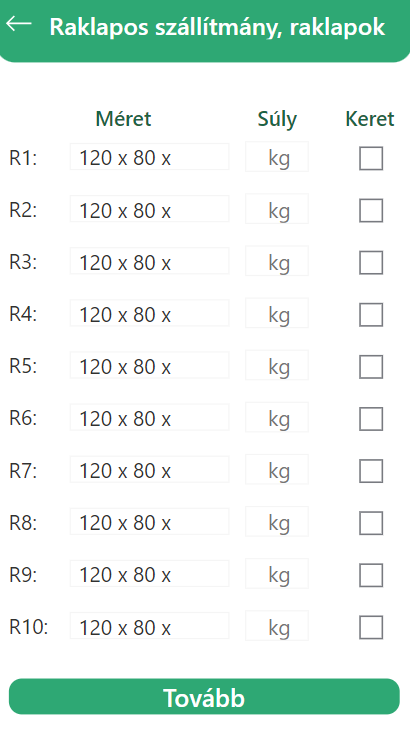 Raklapos szállítmány, raklapok
Méret Súly Keret
R1: 120 x 80 x kg
R2: 120 x 80 x kg
R3: 120 x 80 x kg
R4: 120 x 80 x kg
R5: 120 x 80 x kg
R6: 120 x 80 x kg
R7: 120 x 80 x kg
R8: 120 x 80 x kg
R9: 120 x 80 x kg
R10: 120 x 80 x kg
Tovább